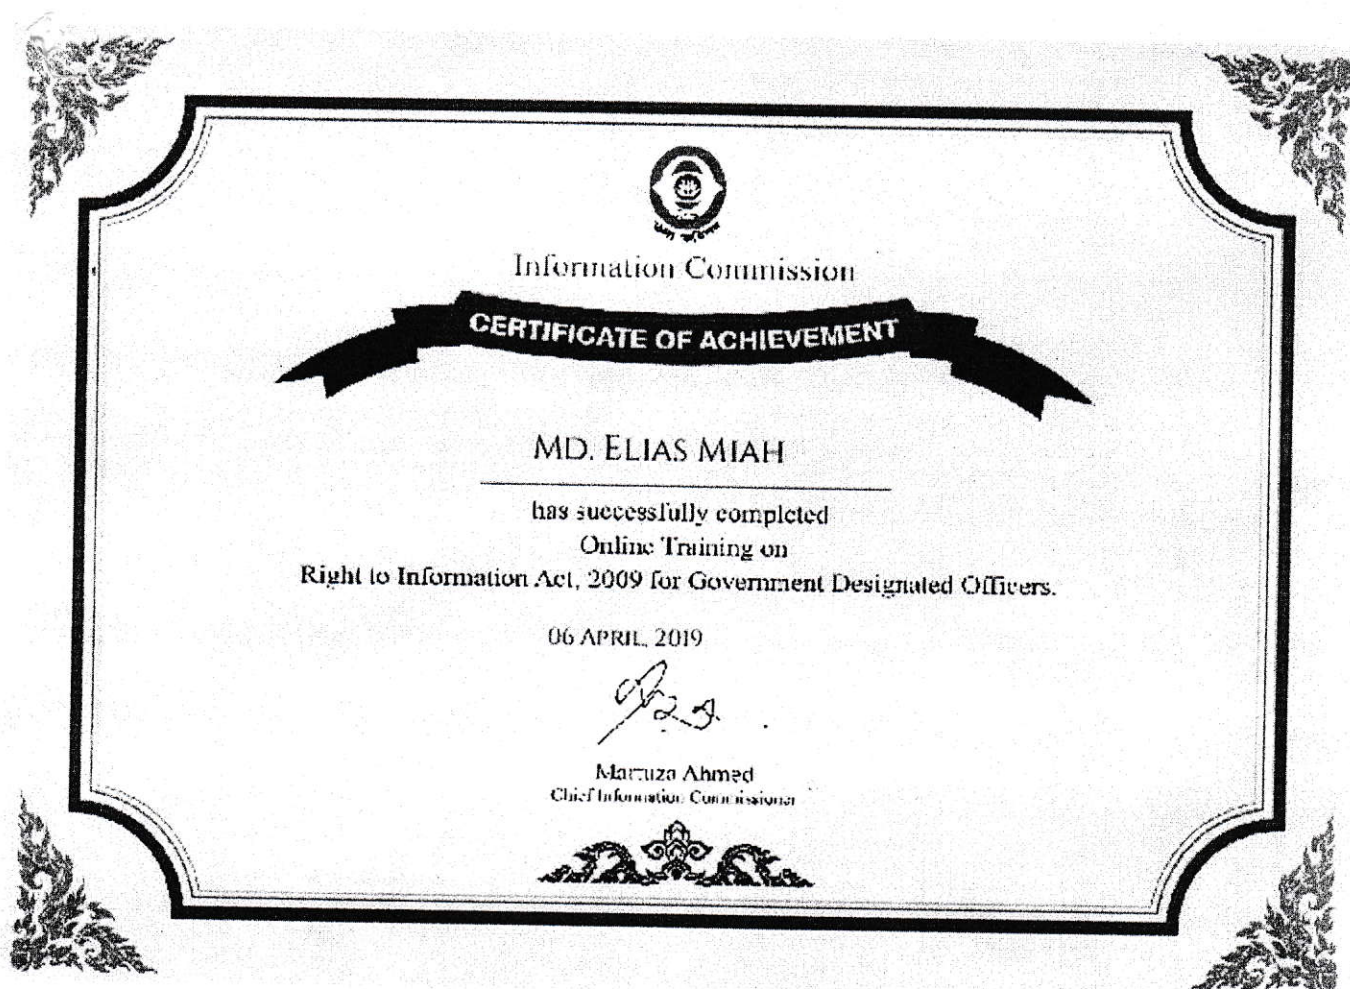 Information Commission
CERTIFICATE OF ACHIEVEMENT
MD. ELIAS MIAH
has successfully completed
Online Training on
Right to Information Act, 2009 for Government Designated Officers.
06 APRIL, 2019
Martuza Ahmed
Chief Information Commissioner